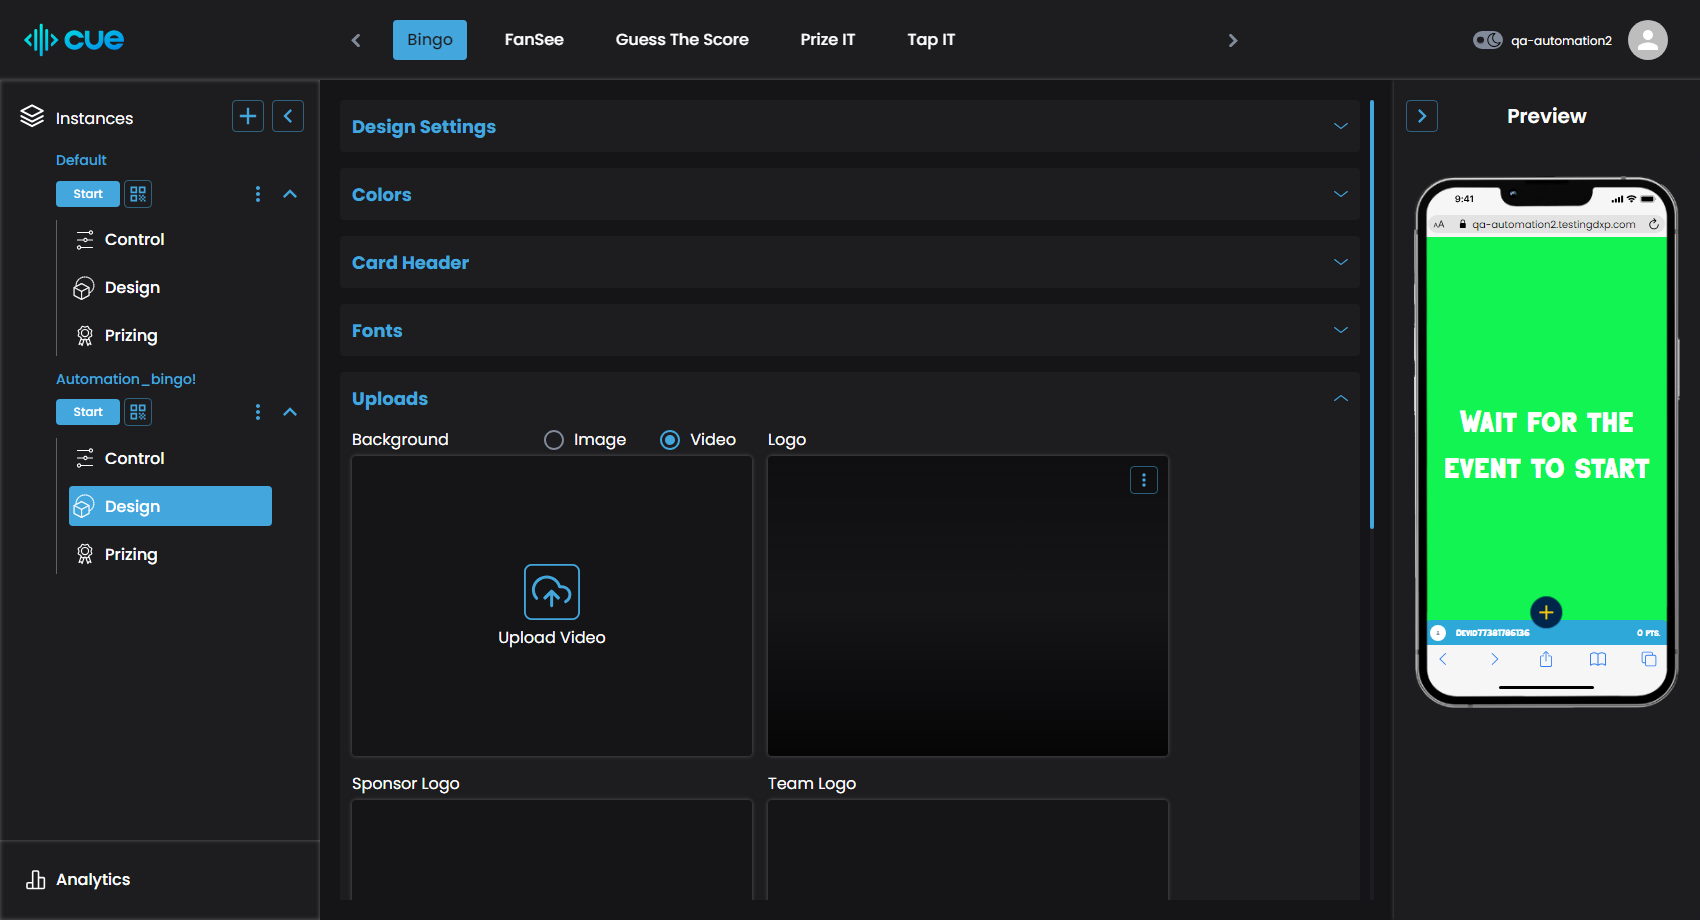 cue
Bingo
FanSee
Guess The Score
Prize IT
Tap IT
qa-automation2
Instances
Default
Start
Control
Design
Prizing
Automation_bingo!
Start
Control
Design
Prizing
Analytics
Design Settings
Colors
Card Header
Fonts
Uploads
Background
Image
Video
Logo
Upload Video
Sponsor Logo
Team Logo
Preview
9:41
AA
qa-automation2.testingdxp.com
WAIT FOR THE
EVENT TO START
0 PTS.